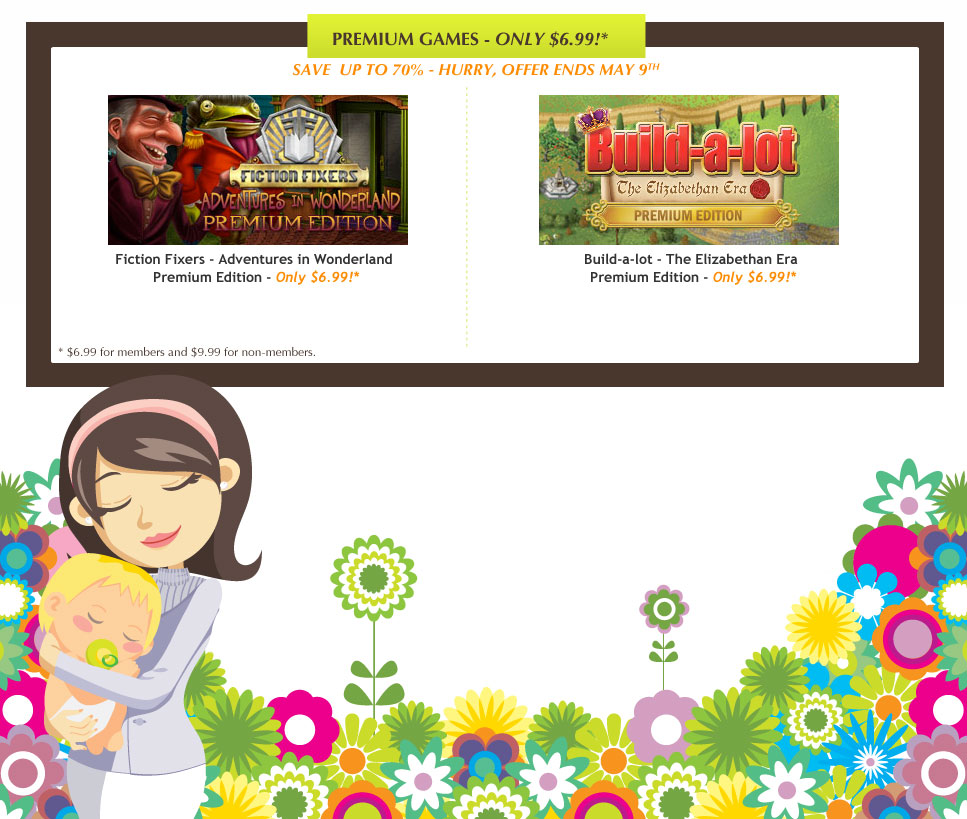 PREMIUM GAMES - ONLY $6.99!*
SAVE UP TO 70% - HURRY, OFFER ENDS MAY 9TH
FICTION FIXERS
ADVENTURES IN WONDERLAND
PREMIUM EDITION
Fiction Fixers - Adventures in Wonderland
Premium Edition - Only $6.99!*
Build-a-lot
The Elizabethan Era
PREMIUM EDITION
Build-a-lot - The Elizabethan Era
Premium Edition - Only $6.99!*
* $6.99 for members and $9.99 for non-members.